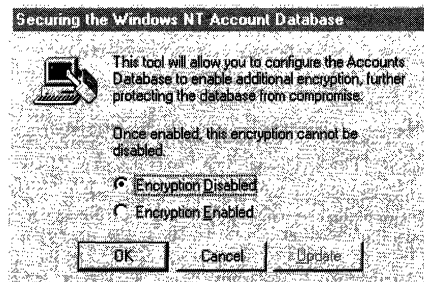 Securing the Windows NT Account Database
This tool will allow you to configure the Accounts
Database to enable additional encryption, further
protecting the database from compromise.
Once enabled, this encryption cannot be
disabled.
Encryption Disabled
Encryption Enabled
OK Cancel Update